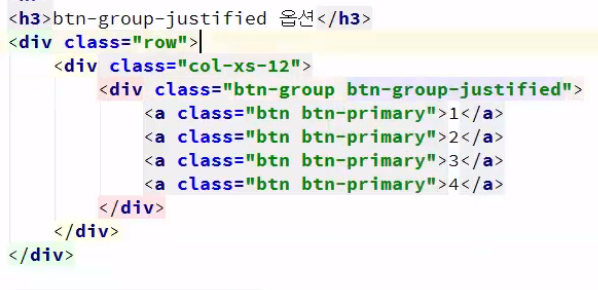 <h3>btn-group-justified 옵션</h3>
<div class="row">
<div class="col-xs-12">
<div class="btn-group btn-group-justified">
<a class="btn btn-primary">1</a>
<a class="btn btn-primary">2</a>
<a class="btn btn-primary">3</a>
<a class="btn btn-primary">4</a>
</div>
</div>
</div>